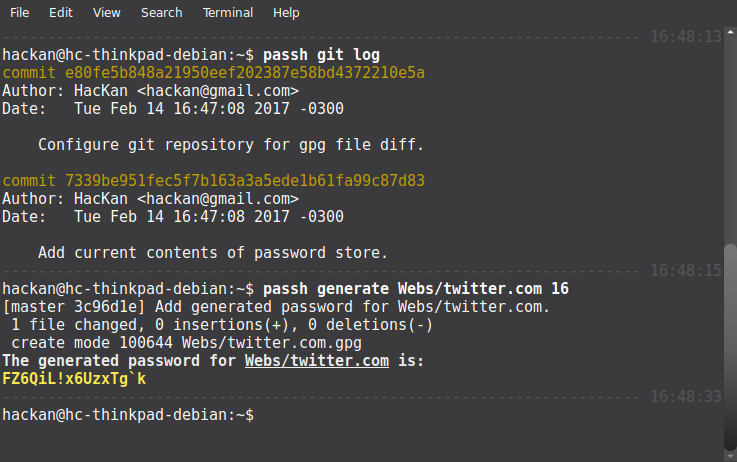 File Edit View Search Terminal Help
----------------------------------------------------------------------- 16:48:13
hackan@hc-thinkpad-debian:~$ passh git log
commit e80fe5b848a21950eef202387e58bd4372210e5a
Author: HacKan <hackan@gmail.com>
Date:   Tue Feb 14 16:47:08 2017 -0300
    Configure git repository for gpg file diff.
commit 7339be951fec5f7b163a3a5ede1b61fa99c87d83
Author: HacKan <hackan@gmail.com>
Date:   Tue Feb 14 16:47:08 2017 -0300
    Add current contents of password store.
----------------------------------------------------------------------- 16:48:15
hackan@hc-thinkpad-debian:~$ passh generate Webs/twitter.com 16
[master 3c96d1e] Add generated password for Webs/twitter.com.
 1 file changed, 0 insertions(+), 0 deletions(-)
 create mode 100644 Webs/twitter.com.gpg
The generated password for Webs/twitter.com is:
FZ6QiL!x6UzxTg`k
----------------------------------------------------------------------- 16:48:33
hackan@hc-thinkpad-debian:~$